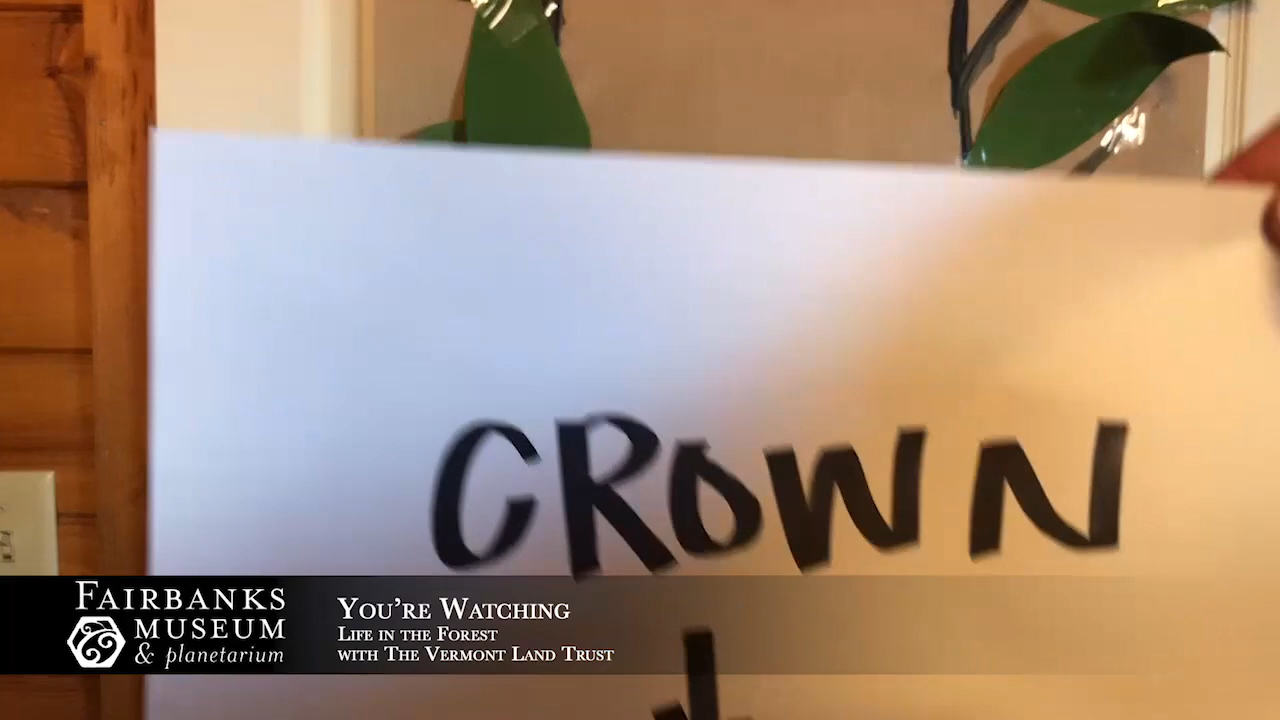 CROWN
FAIRBANKS
MUSEUM
& planetarium
YOU'RE WATCHING
LIFE IN THE FOREST
WITH THE VERMONT LAND TRUST